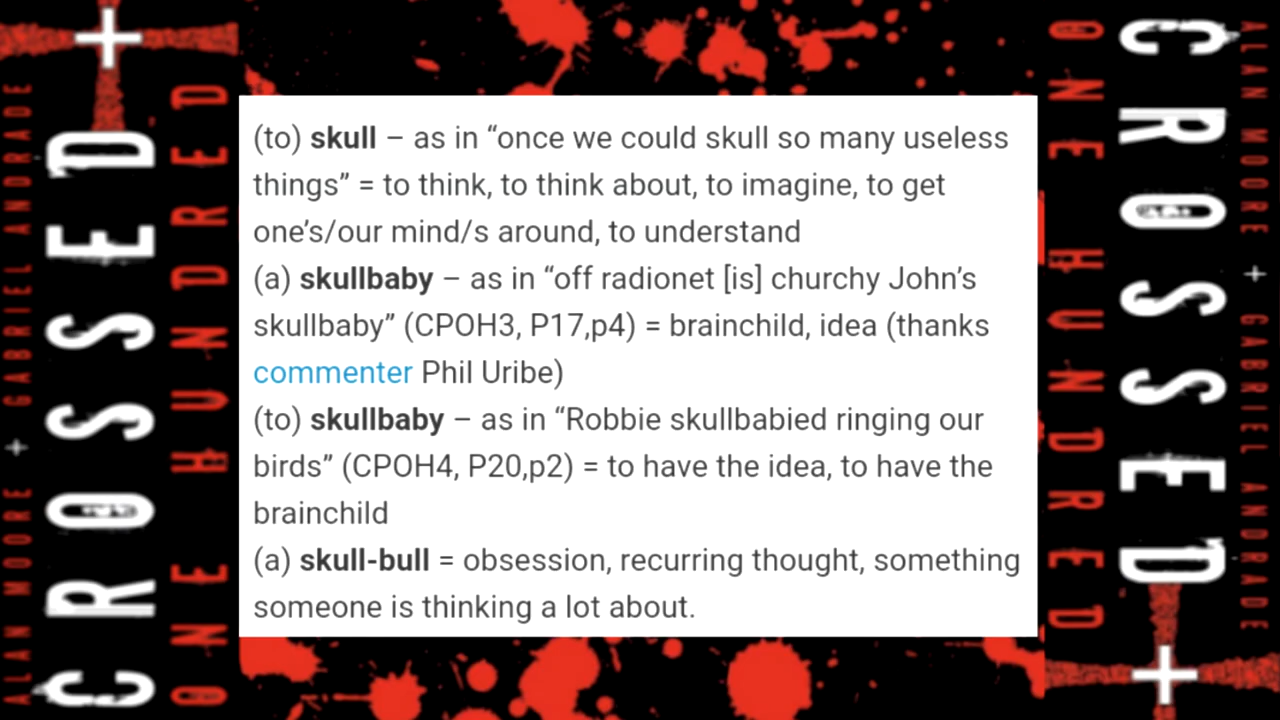 CROSSED
ONE HUNDRED
ALAN MOORE + GABRIEL ANDRADE
(to) skull – as in “once we could skull so many useless
things” = to think, to think about, to imagine, to get
one’s/our mind/s around, to understand
(a) skullbaby – as in “off radionet [is] churchy John’s
skullbaby” (CPOH3, P17,p4) = brainchild, idea (thanks
commenter Phil Uribe)
(to) skullbaby – as in “Robbie skullbabied ringing our
birds” (CPOH4, P20,p2) = to have the idea, to have the
brainchild
(a) skull-bull = obsession, recurring thought, something
someone is thinking a lot about.
CROSSED
ONE HUNDRED
ALAN MOORE + GABRIEL ANDRADE